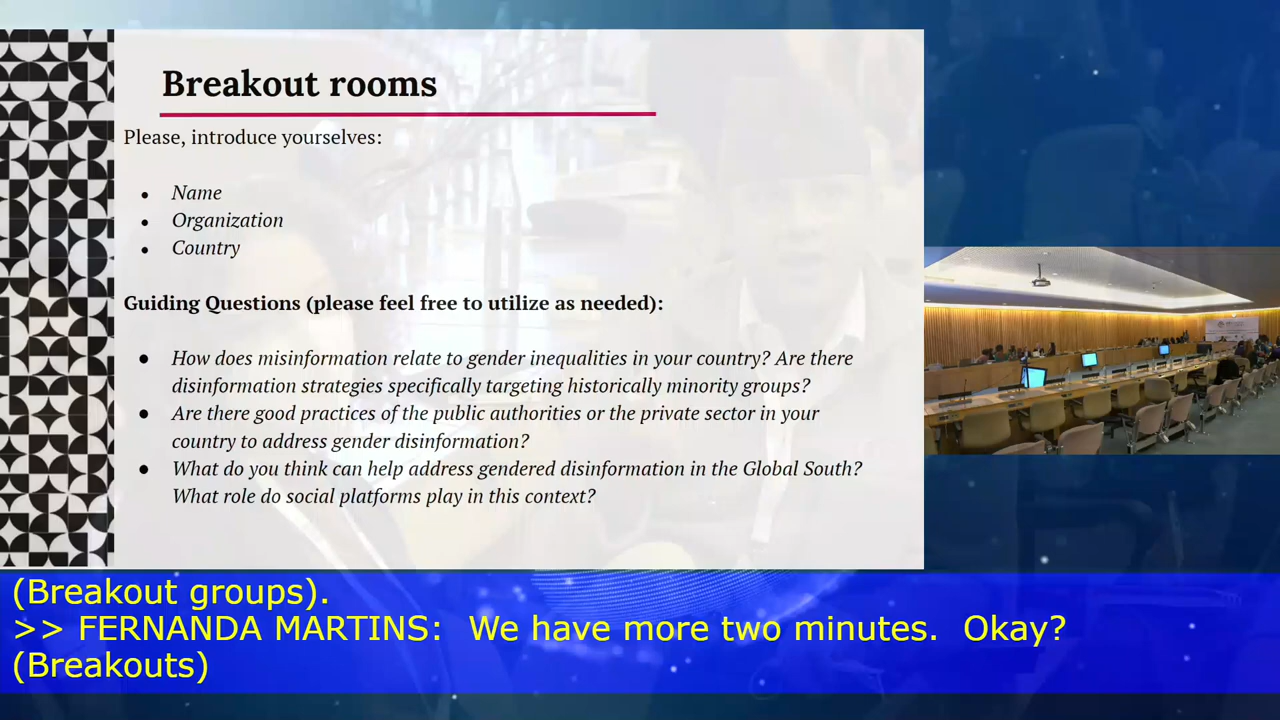 Breakout rooms
Please, introduce yourselves:
• Name
• Organization
• Country
Guiding Questions (please feel free to utilize as needed):
• How does misinformation relate to gender inequalities in your country? Are there
disinformation strategies specifically targeting historically minority groups?
• Are there good practices of the public authorities or the private sector in your
country to address gender disinformation?
• What do you think can help address gendered disinformation in the Global South?
What role do social platforms play in this context?
(Breakout groups).
>> FERNANDA MARTINS:  We have more two minutes.  Okay?
(Breakouts)